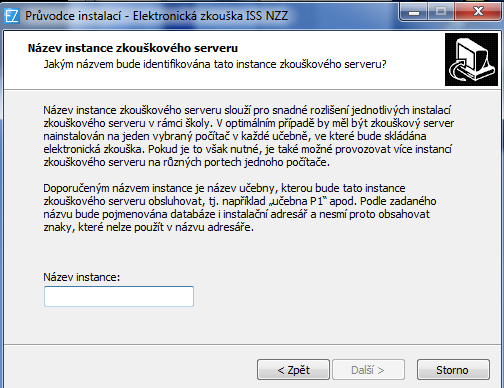 EZ Průvodce instalací - Elektronická zkouška ISS NZZ
Název instance zkouškového serveru
Jakým názvem bude identifikována tato instance zkouškového serveru?
Název instance zkouškového serveru slouží pro snadné rozlišení jednotlivých instalací
zkouškového serveru v rámci školy. V optimálním případě by měl být zkouškový server
nainstalován na jeden vybraný počítač v každé učebně, ve které bude skládána
elektronická zkouška. Pokud je to však nutné, je také možné provozovat více instancí
zkouškového serveru na různých portech jednoho počítače.
Doporučeným názvem instance je název učebny, kterou bude tato instance
zkouškového serveru obsluhovat, tj. například „učebna P1“ apod. Podle zadaného
názvu bude pojmenována databáze i instalační adresář a nesmí proto obsahovat
znaky, které nelze použít v názvu adresáře.
Název instance:
< Zpět
Další >
Storno